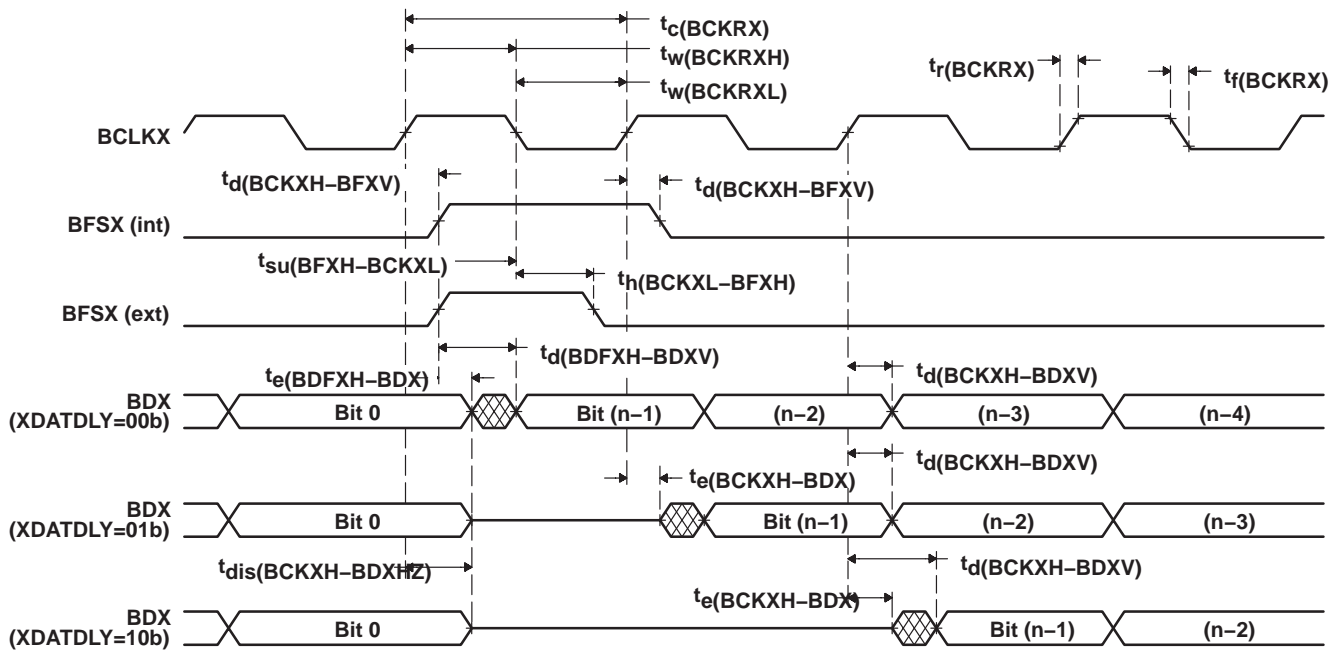 tc(BCKRX)
tw(BCKRXH)
tr(BCKRX)
tf(BCKRX)
tw(BCKRXL)
BCLKX
td(BCKXH–BFXV)
td(BCKXH–BFXV)
BFSX (int)
tsu(BFXH–BCKXL)
th(BCKXL–BFXH)
BFSX (ext)
td(BDFXH–BDXV)
te(BDFXH–BDX)
td(BCKXH–BDXV)
BDX
(XDATDLY=00b)
Bit 0
Bit (n–1)
(n–2)
(n–3)
(n–4)
td(BCKXH–BDXV)
te(BCKXH–BDX)
BDX
(XDATDLY=01b)
Bit 0
Bit (n–1)
(n–2)
(n–3)
tdis(BCKXH–BDXHZ)
td(BCKXH–BDXV)
te(BCKXH–BDX)
BDX
(XDATDLY=10b)
Bit 0
Bit (n–1)
(n–2)